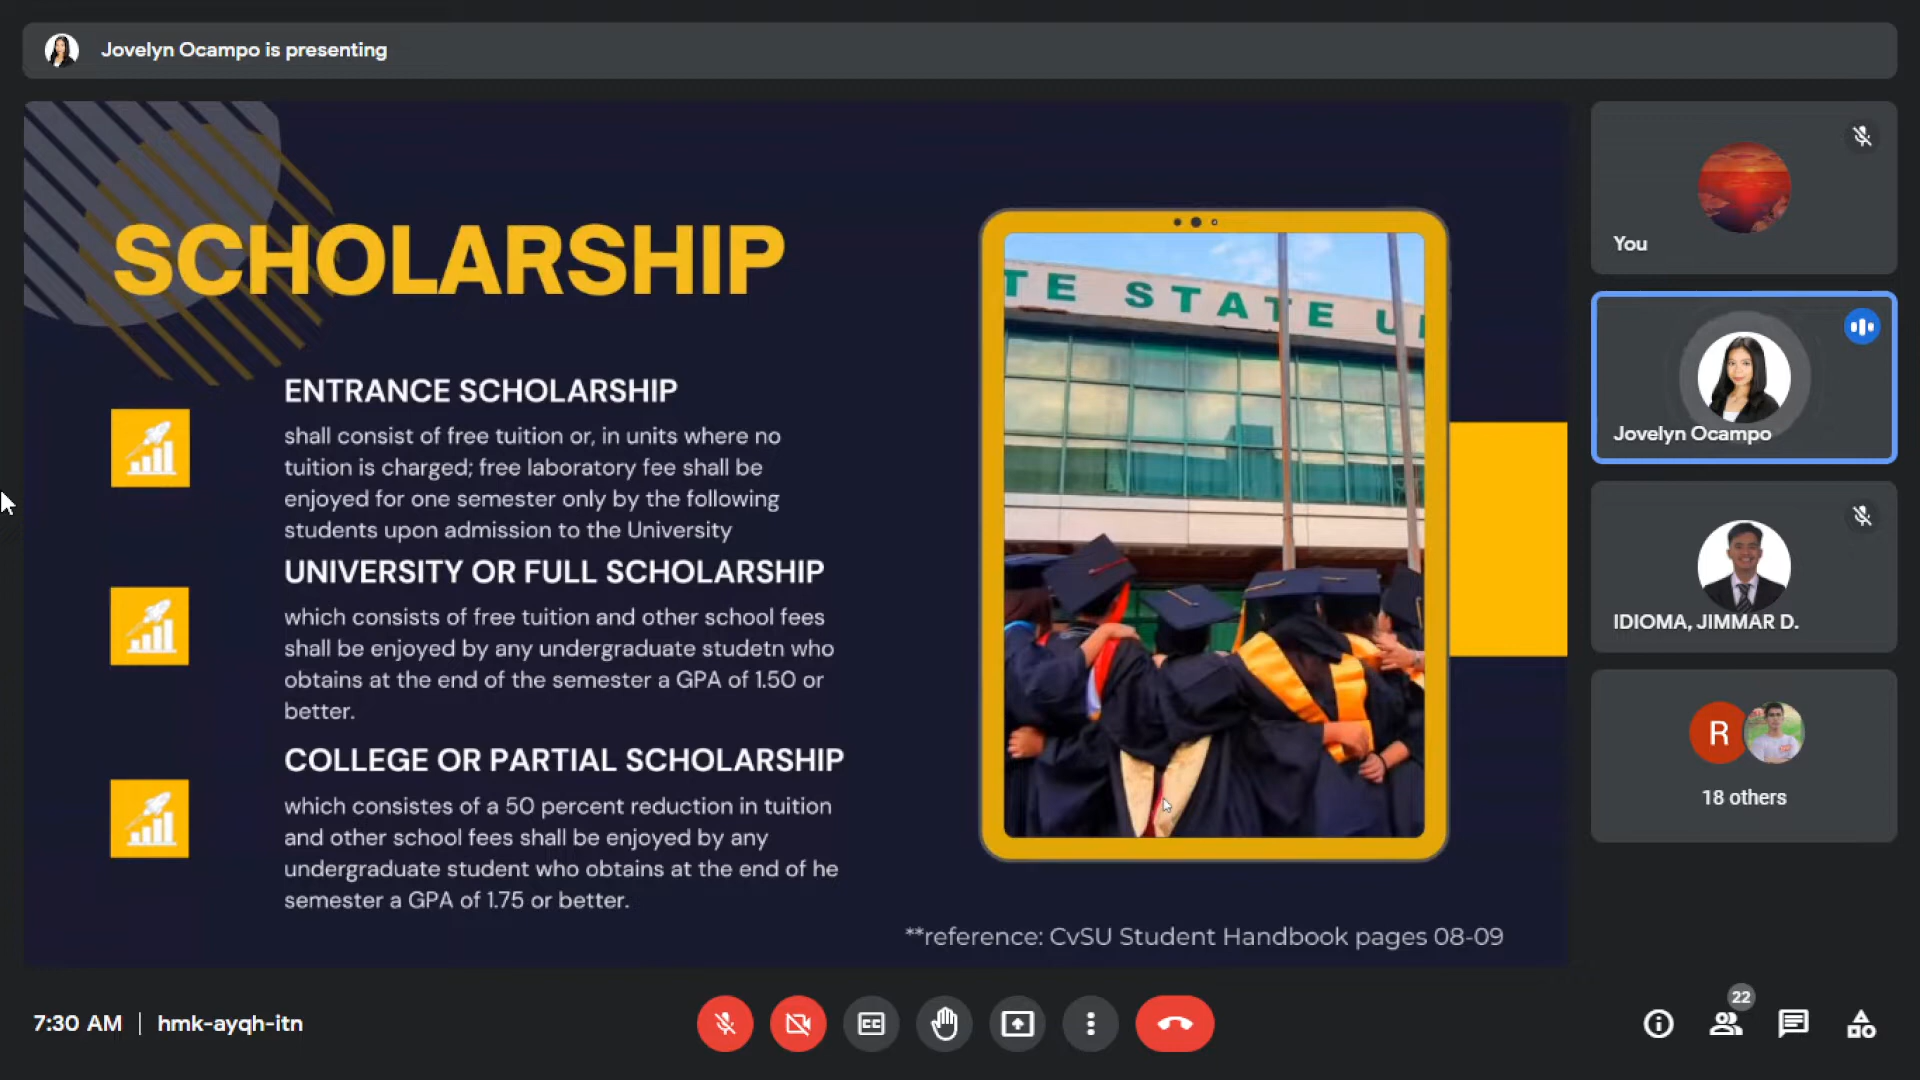 Jovelyn Ocampo is presenting
SCHOLARSHIP
ENTRANCE SCHOLARSHIP
shall consist of free tuition or, in units where no
tuition is charged; free laboratory fee shall be
enjoyed for one semester only by the following
students upon admission to the University
UNIVERSITY OR FULL SCHOLARSHIP
which consists of free tuition and other school fees
shall be enjoyed by any undergraduate studetn who
obtains at the end of the semester a GPA of 1.50 or
better.
COLLEGE OR PARTIAL SCHOLARSHIP
which consistes of a 50 percent reduction in tuition
and other school fees shall be enjoyed by any
undergraduate student who obtains at the end of he
semester a GPA of 1.75 or better.
TE STATE U
**reference: CvSU Student Handbook pages 08-09
You
Jovelyn Ocampo
IDIOMA, JIMMAR D.
R
18 others
7:30 AM | hmk-ayqh-itn
CC
22